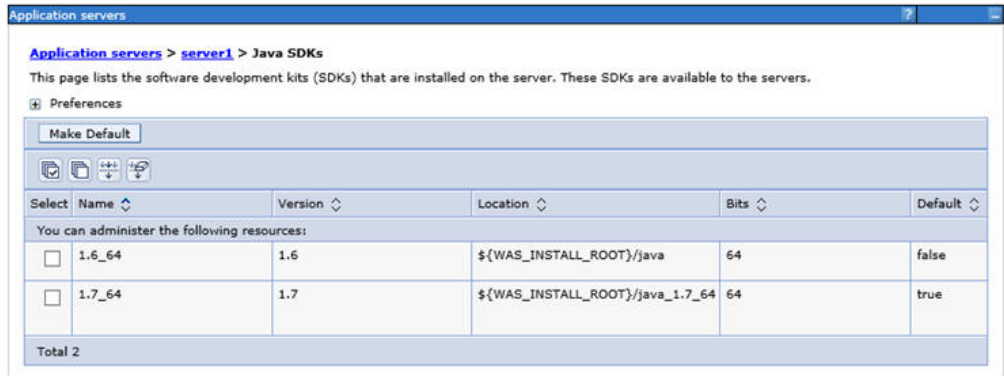 Application servers ?
Application servers > server1 > Java SDKs
This page lists the software development kits (SDKs) that are installed on the server. These SDKs are available to the servers.
Preferences
Make Default
Select Name Version Location Bits Default
You can administer the following resources:
1.6_64 1.6 ${WAS_INSTALL_ROOT}/java 64 false
1.7_64 1.7 ${WAS_INSTALL_ROOT}/java_1.7_64 64 true
Total 2